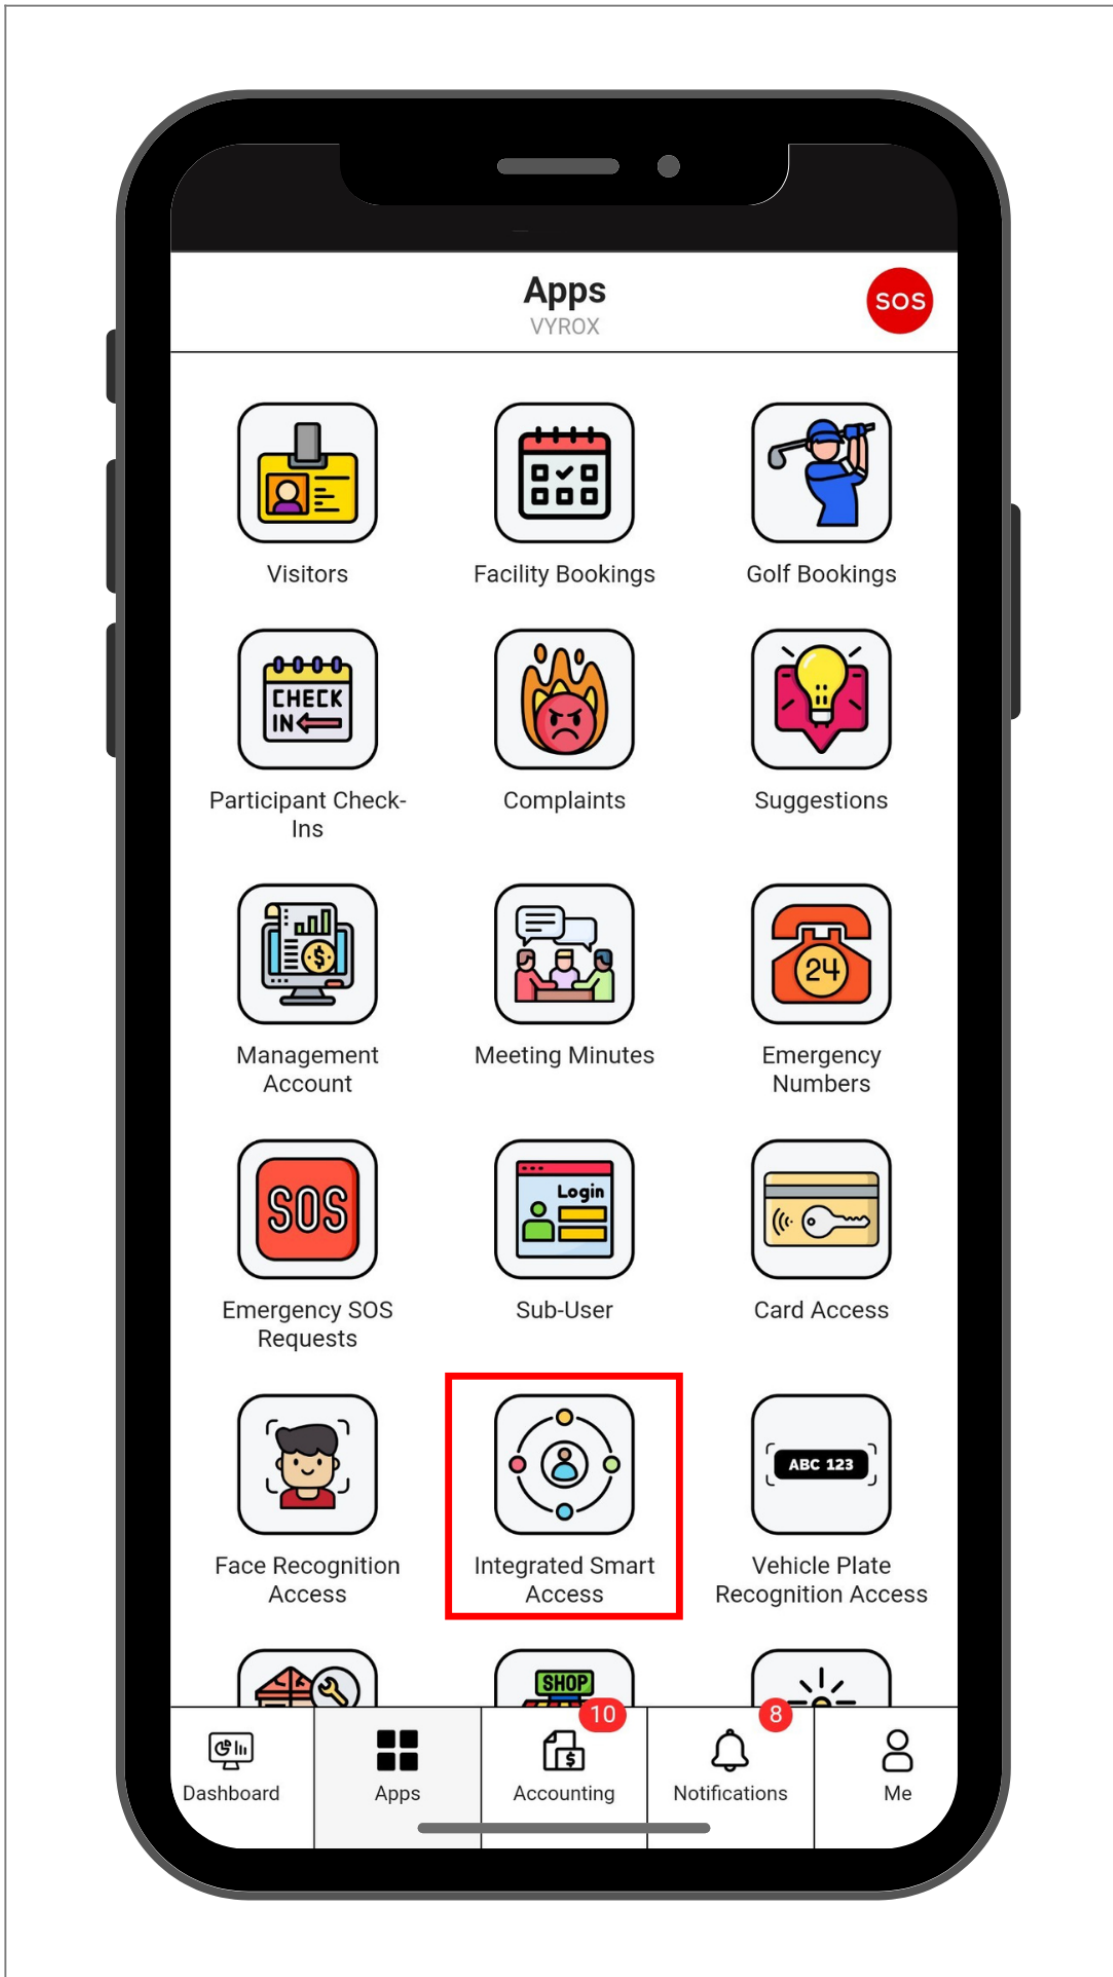 Apps
VYROX
SOS
Visitors
Facility Bookings
Golf Bookings
CHECK
IN
Participant Check-
Ins
Complaints
Suggestions
Management
Account
Meeting Minutes
24
Emergency
Numbers
SOS
Emergency SOS
Requests
Login
Sub-User
Card Access
Face Recognition
Access
Integrated Smart
Access
ABC 123
Vehicle Plate
Recognition Access
SHOP
Dashboard
Apps
10
Accounting
8
Notifications
Me